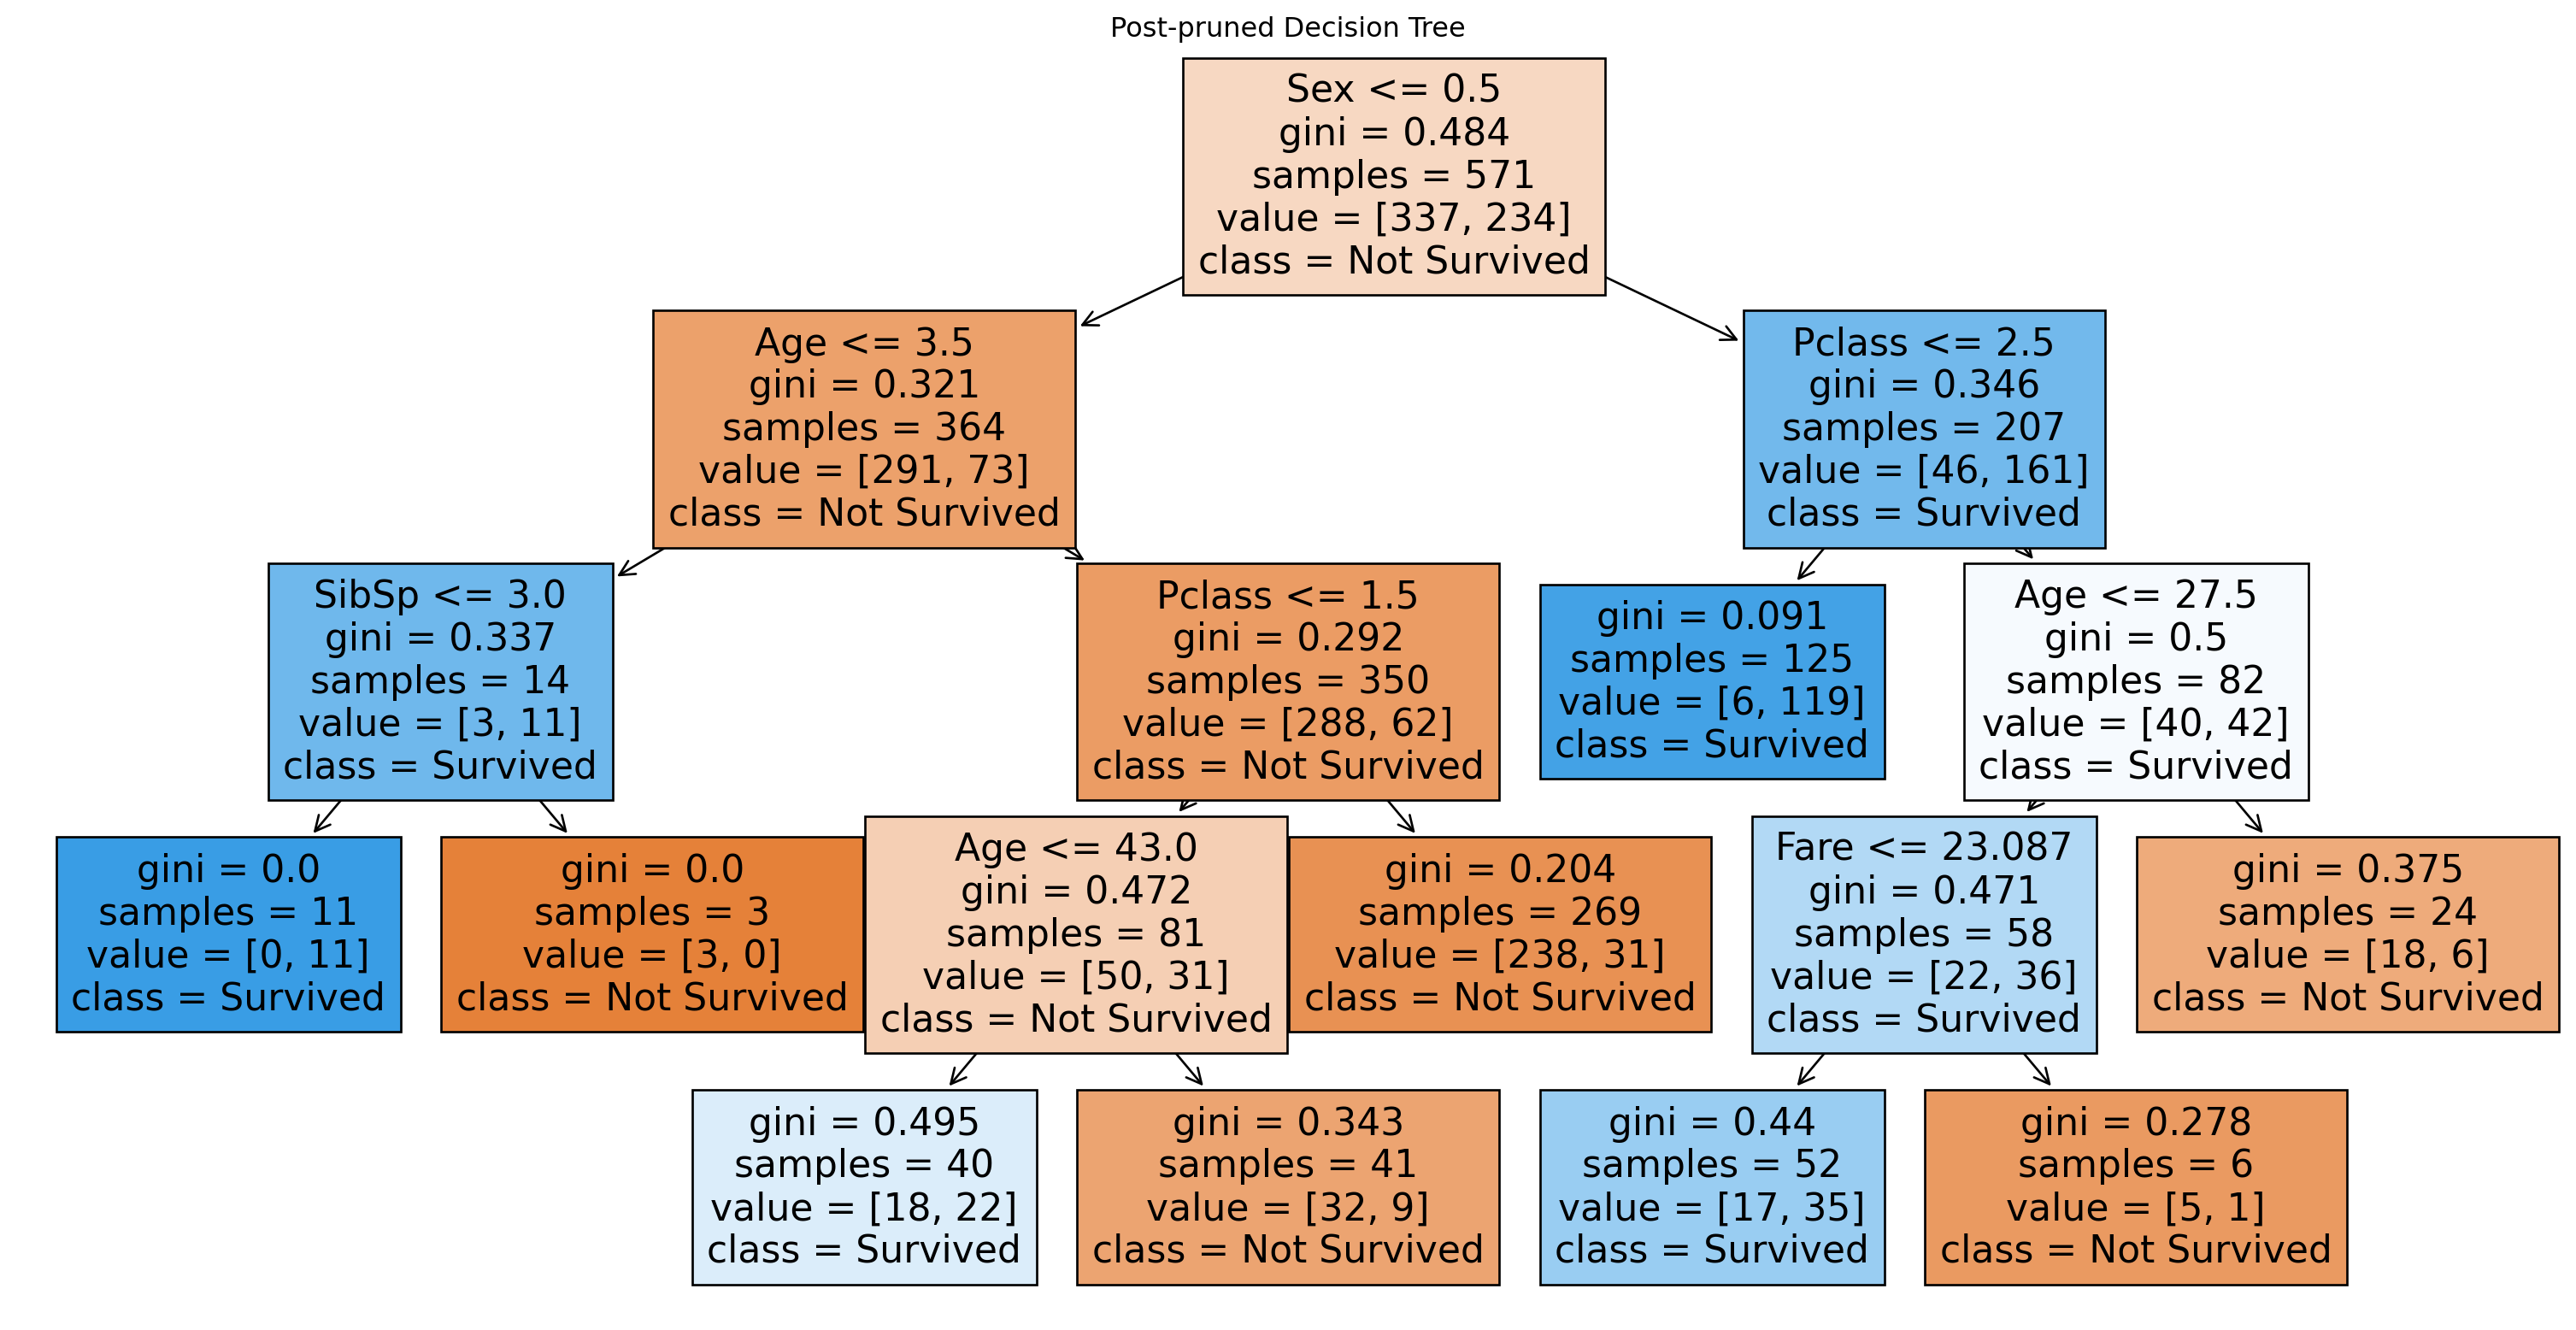 Post-pruned Decision Tree
Sex <= 0.5
gini = 0.484
samples = 571
value = [337, 234]
class = Not Survived
Age <= 3.5
gini = 0.321
samples = 364
value = [291, 73]
class = Not Survived
Pclass <= 2.5
gini = 0.346
samples = 207
value = [46, 161]
class = Survived
SibSp <= 3.0
gini = 0.337
samples = 14
value = [3, 11]
class = Survived
Pclass <= 1.5
gini = 0.292
samples = 350
value = [288, 62]
class = Not Survived
gini = 0.091
samples = 125
value = [6, 119]
class = Survived
Age <= 27.5
gini = 0.5
samples = 82
value = [40, 42]
class = Survived
gini = 0.0
samples = 11
value = [0, 11]
class = Survived
gini = 0.0
samples = 3
value = [3, 0]
class = Not Survived
Age <= 43.0
gini = 0.472
samples = 81
value = [50, 31]
class = Not Survived
gini = 0.204
samples = 269
value = [238, 31]
class = Not Survived
Fare <= 23.087
gini = 0.471
samples = 58
value = [22, 36]
class = Survived
gini = 0.375
samples = 24
value = [18, 6]
class = Not Survived
gini = 0.495
samples = 40
value = [18, 22]
class = Survived
gini = 0.343
samples = 41
value = [32, 9]
class = Not Survived
gini = 0.44
samples = 52
value = [17, 35]
class = Survived
gini = 0.278
samples = 6
value = [5, 1]
class = Not Survived